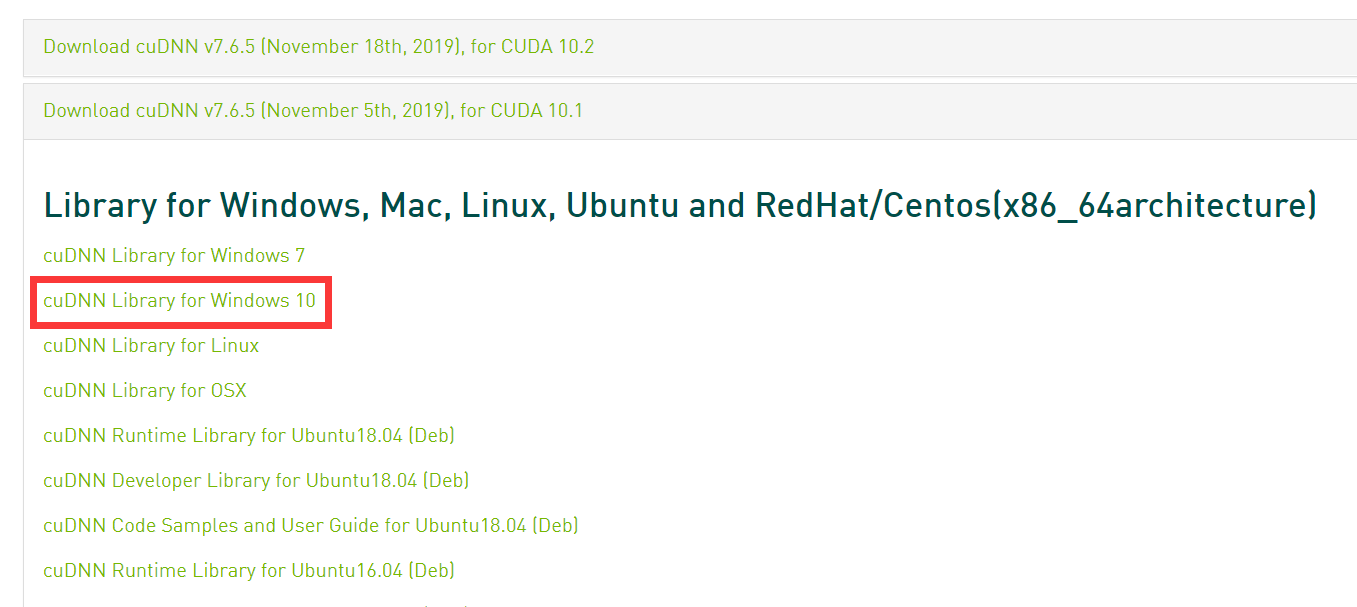 Download cuDNN v7.6.5 (November 18th, 2019), for CUDA 10.2
Download cuDNN v7.6.5 (November 5th, 2019), for CUDA 10.1
Library for Windows, Mac, Linux, Ubuntu and RedHat/Centos(x86_64architecture)
cuDNN Library for Windows 7
cuDNN Library for Windows 10
cuDNN Library for Linux
cuDNN Library for OSX
cuDNN Runtime Library for Ubuntu18.04 (Deb)
cuDNN Developer Library for Ubuntu18.04 (Deb)
cuDNN Code Samples and User Guide for Ubuntu18.04 (Deb)
cuDNN Runtime Library for Ubuntu16.04 (Deb)